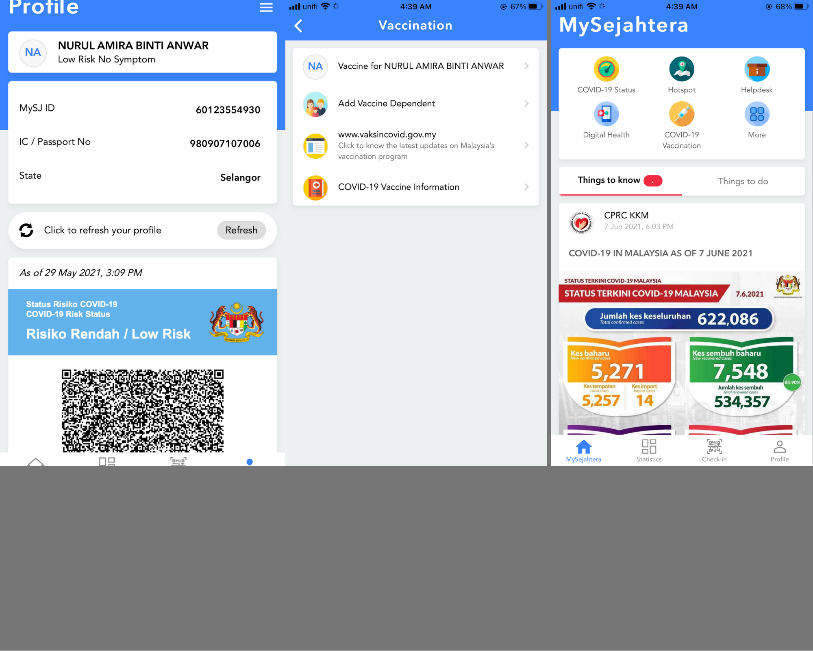 Profile
NA
NURUL AMIRA BINTI ANWAR
Low Risk No Symptom
MySJ ID
60123554930
IC / Passport No
980907107006
State
Selangor
Click to refresh your profile
Refresh
As of 29 May 2021, 3:09 PM
Status Risiko COVID-19
COVID-19 Risk Status
Risiko Rendah / Low Risk
unifi
4:39 AM
67%
Vaccination
NA
Vaccine for NURUL AMIRA BINTI ANWAR
Add Vaccine Dependent
www.vaksincovid.gov.my
Click to know the latest updates on Malaysia's
vaccination program
COVID-19 Vaccine Information
unifi
4:39 AM
68%
MySejahtera
COVID-19 Status
Hotspot
Helpdesk
Digital Health
COVID-19
Vaccination
More
Things to know
Things to do
CPRC KKM
7 Jun 2021, 6:03 PM
COVID-19 IN MALAYSIA AS OF 7 JUNE 2021
STATUS TERKINI COVID-19 MALAYSIA
STATUS TERKINI COVID-19 MALAYSIA
7.6.2021
Jumlah kes keseluruhan
Total confirmed cases
622,086
Kes baharu
New confirmed cases
5,271
Kes tempatan
Kes import
5,257
14
Kes sembuh baharu
New recovered cases
7,548
Jumlah kes sembuh
534,357
MySejahtera
Statistics
Check-in
Profile